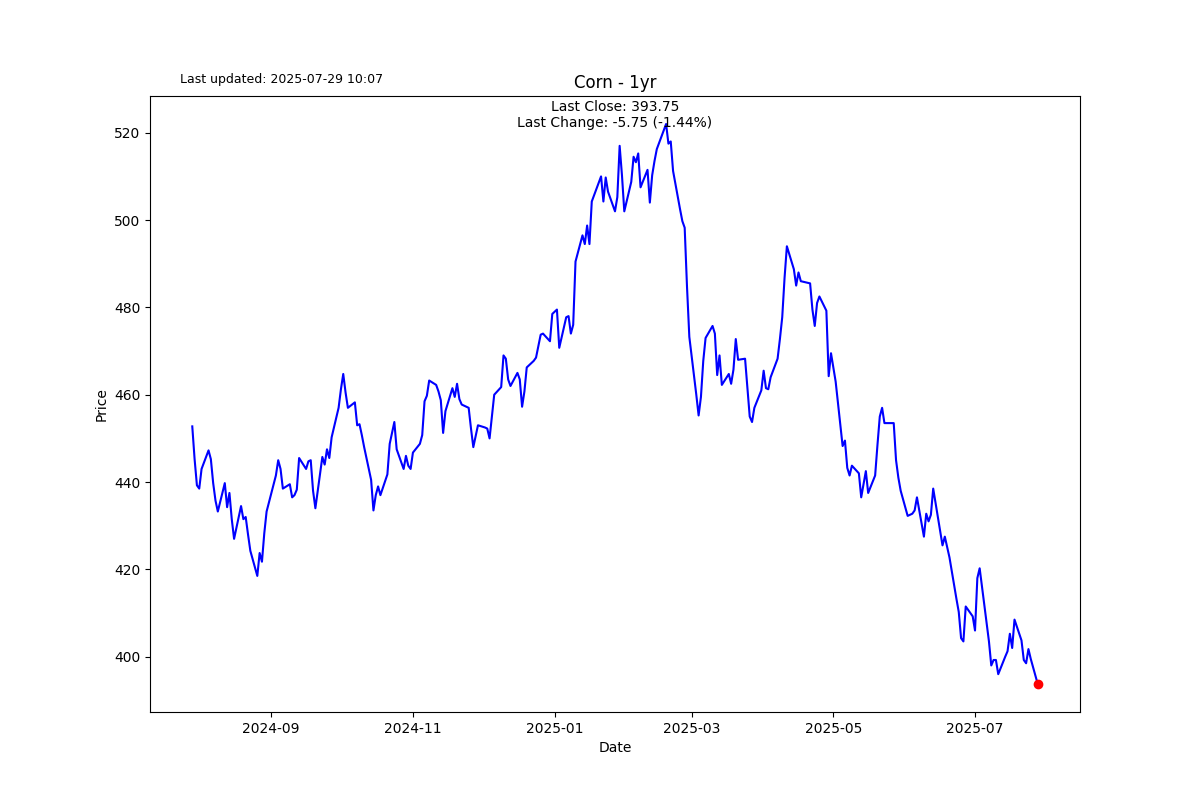 Last updated: 2025-07-29 10:07
Corn - 1yr
Last Close: 393.75
Last Change: -5.75 (-1.44%)
520
500
480
460
440
420
400
Price
2024-09
2024-11
2025-01
2025-03
2025-05
2025-07
Date